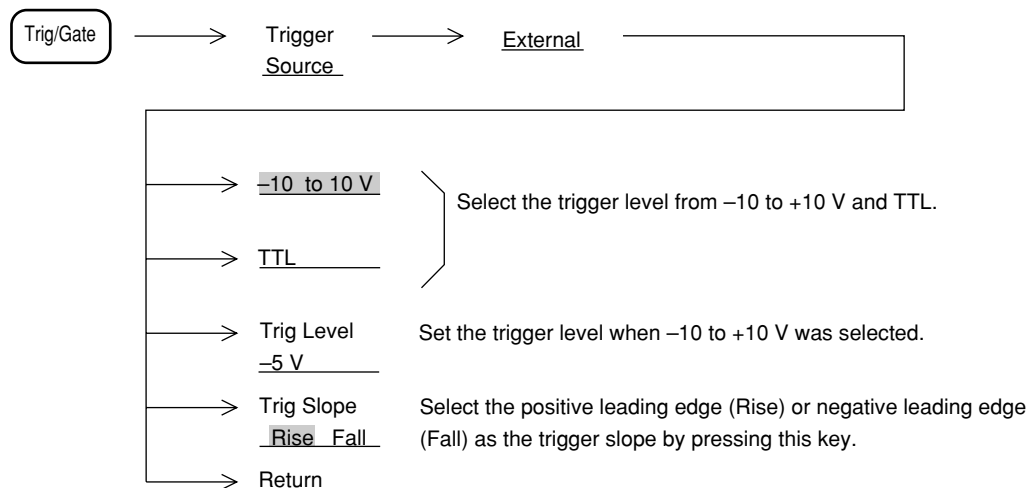 Trig/Gate
Trigger
Source
External
–10 to 10 V
Select the trigger level from –10 to +10 V and TTL.
TTL
Trig Level
–5 V
Set the trigger level when –10 to +10 V was selected.
Trig Slope
Rise Fall
Select the positive leading edge (Rise) or negative leading edge
(Fall) as the trigger slope by pressing this key.
Return